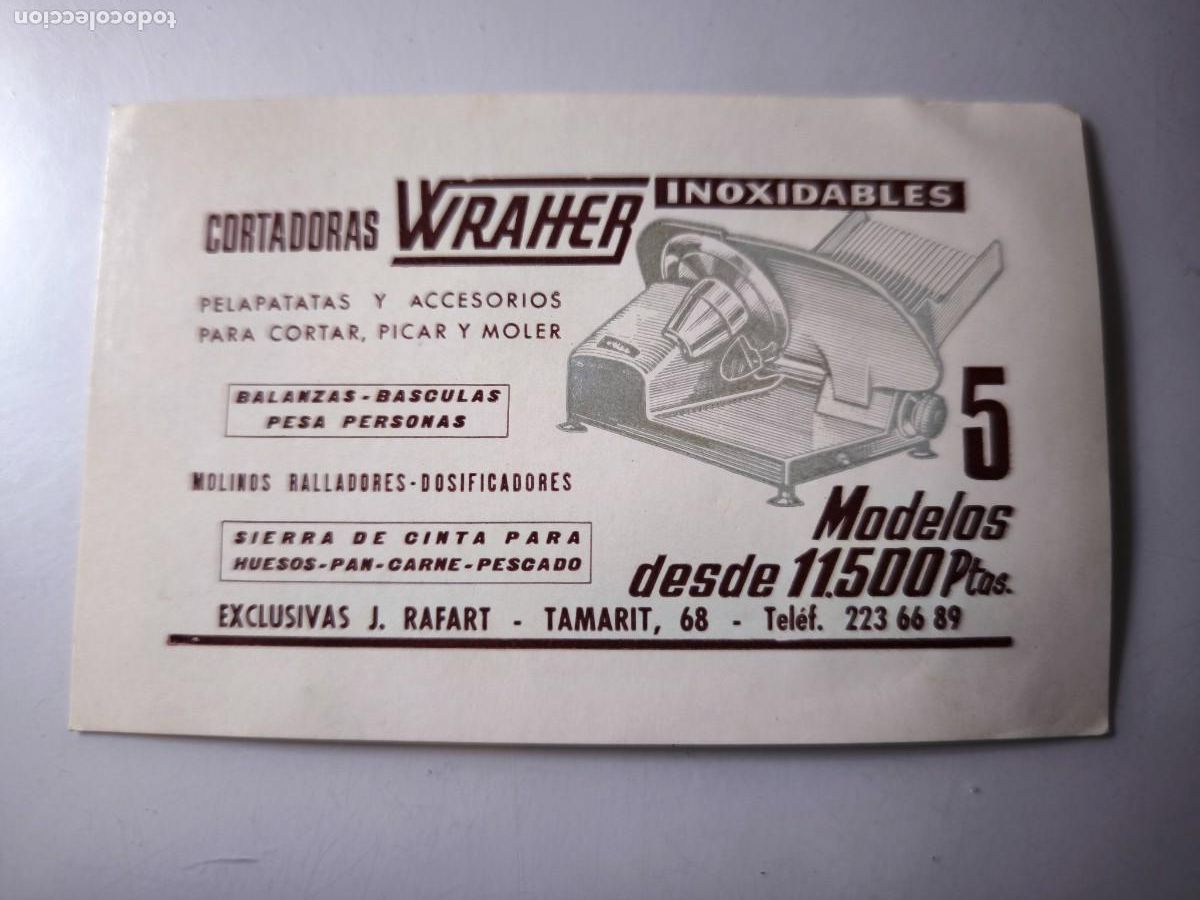 todocoleccion
CORTADORAS WRAHER INOXIDABLES
PELAPATATAS Y ACCESORIOS
PARA CORTAR, PICAR Y MOLER
BALANZAS - BASCULAS
PESA PERSONAS
MOLINOS RALLADORES - DOSIFICADORES
SIERRA DE CINTA PARA
HUESOS - PAN - CARNE - PESCADO
5
Modelos
desde 11.500 Ptas.
EXCLUSIVAS J. RAFART - TAMARIT, 68 - Teléf. 223 66 89